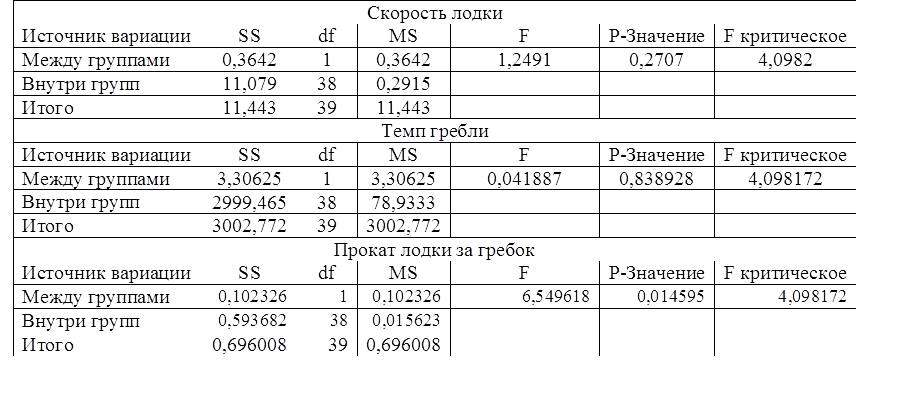 Скорость лодки
Источник вариации SS df MS F Р-Значение F критическое
Между группами 0,3642 1 0,3642 1,2491 0,2707 4,0982
Внутри групп 11,079 38 0,2915
Итого 11,443 39 11,443
Темп гребли
Источник вариации SS df MS F Р-Значение F критическое
Между группами 3,30625 1 3,30625 0,041887 0,838928 4,098172
Внутри групп 2999,465 38 78,9333
Итого 3002,772 39 3002,772
Прокат лодки за гребок
Источник вариации SS df MS F Р-Значение F критическое
Между группами 0,102326 1 0,102326 6,549618 0,014595 4,098172
Внутри групп 0,593682 38 0,015623
Итого 0,696008 39 0,696008